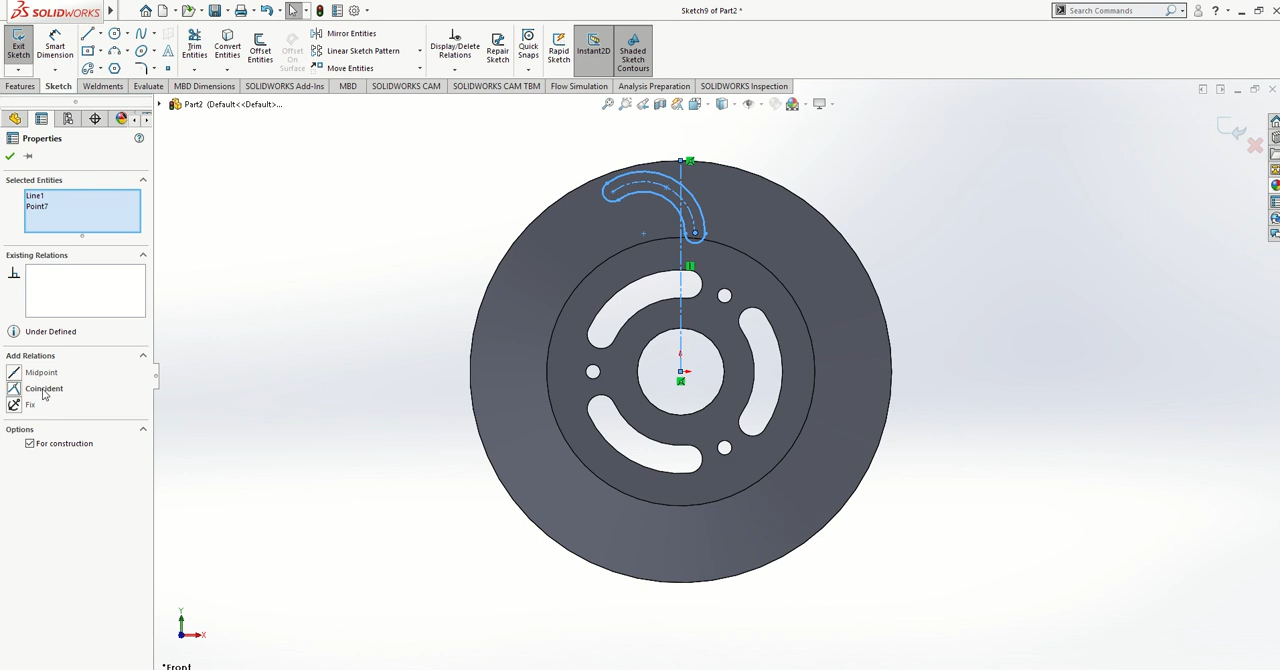 SOLIDWORKS
Sketch9 of Part2 *
Search Commands
?
Exit Sketch
Smart Dimension
Trim Entities
Convert Entities
Offset Entities
Offset On Surface
Mirror Entities
Linear Sketch Pattern
Move Entities
Display/Delete Relations
Repair Sketch
Quick Snaps
Rapid Sketch
Instant2D
Shaded Sketch Contours
Features
Sketch
Weldments
Evaluate
MBD Dimensions
SOLIDWORKS Add-Ins
MBD
SOLIDWORKS CAM
SOLIDWORKS CAM TBM
Flow Simulation
Analysis Preparation
SOLIDWORKS Inspection
Part2 (Default<<Default>...
Properties
?
Selected Entities
Line1
Point7
Existing Relations
Under Defined
Add Relations
Midpoint
Coincident
Fix
Options
For construction
Y
X
*Front